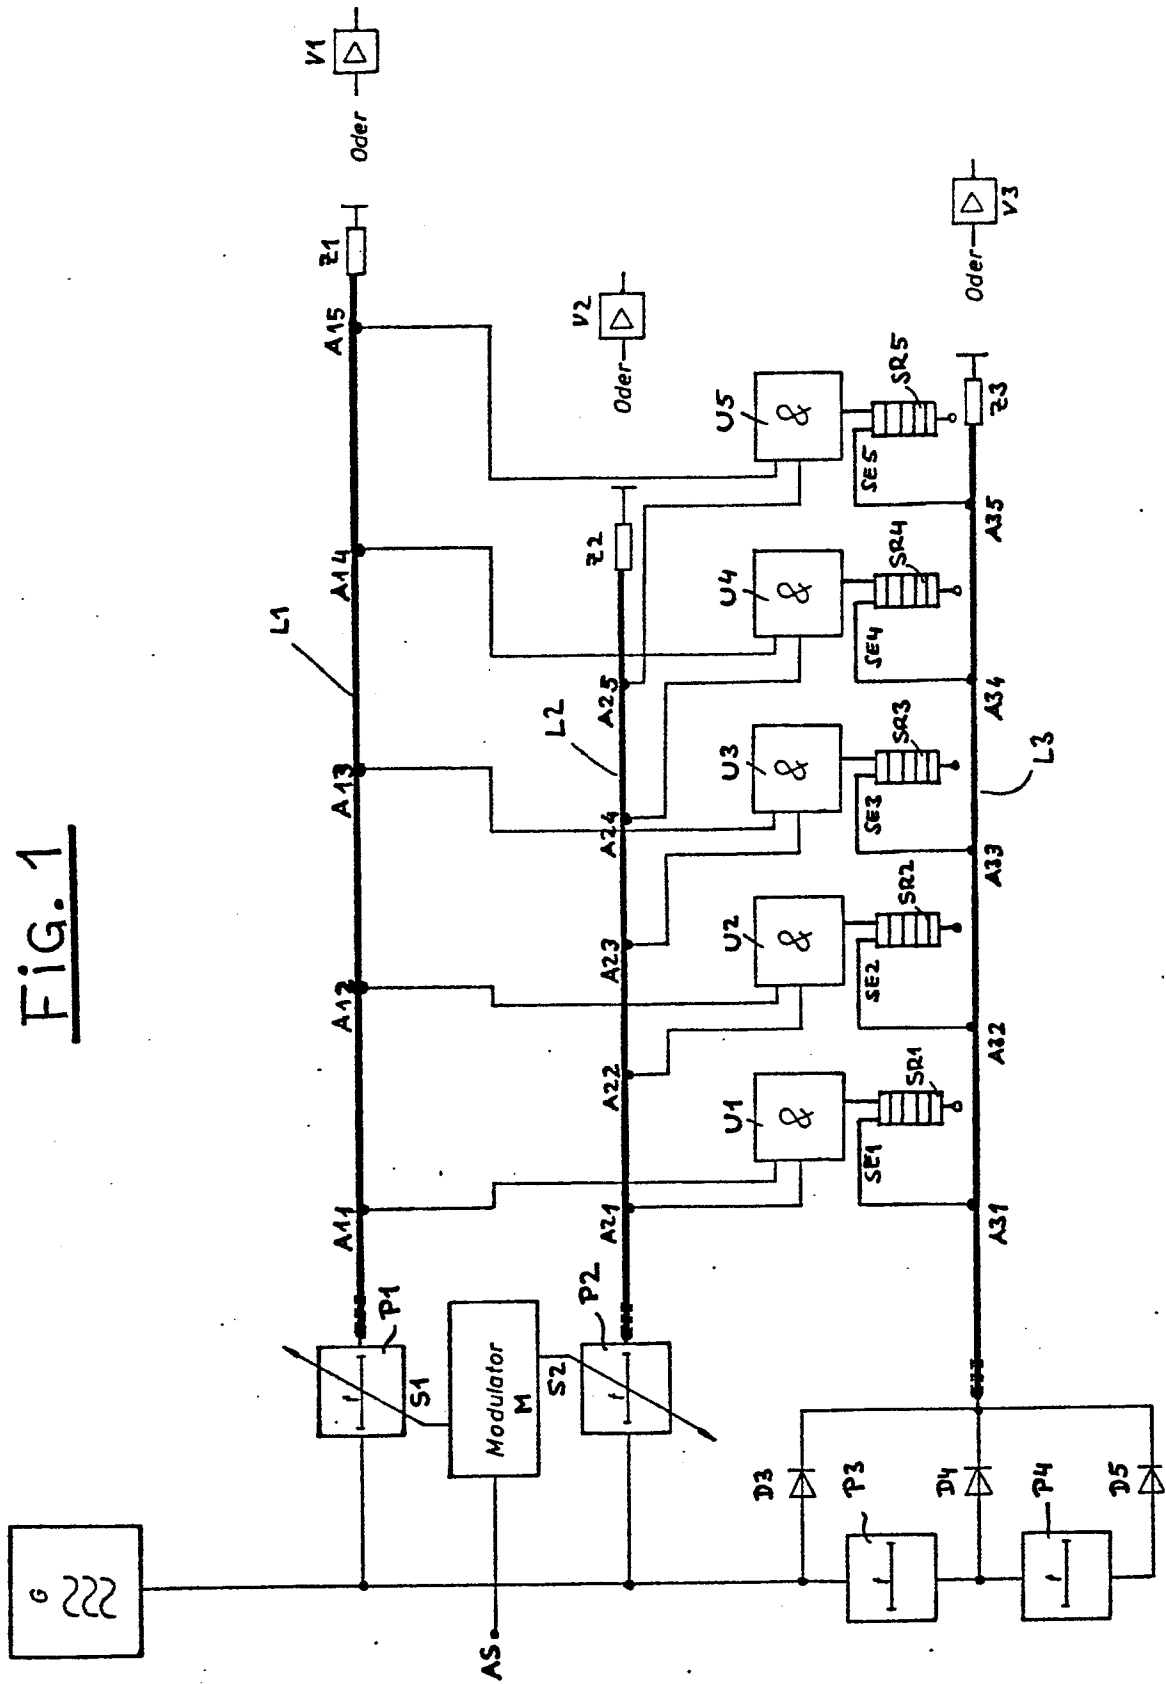 FiG. 1
G
AS
Modulator
M
S1
S2
P1
P2
P3
P4
D3
D4
D5
t
t
t
t
L1
A11
A12
A13
A14
A15
Z1
Oder
V1
L2
A21
A22
A23
A24
A25
Z2
Oder
V2
U1
&
U2
&
U3
&
U4
&
U5
&
SE1
SR1
SE2
SR2
SE3
SR3
SE4
SR4
SE5
SR5
A31
A32
A33
A34
A35
L3
Z3
Oder
V3